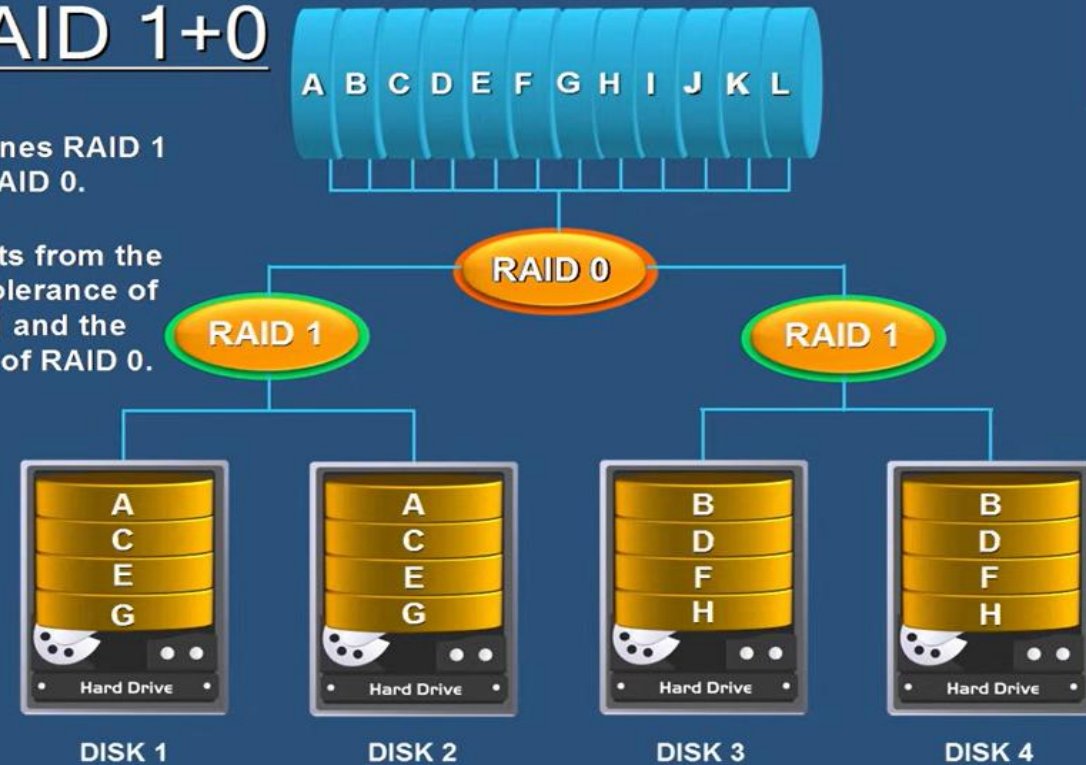 AID 1+0
A B C D E F G H I J K L
nes RAID 1
AID 0.
ts from the
olerance of
and the
of RAID 0.
RAID 0
RAID 1
RAID 1
A
C
E
G
Hard Drive
DISK 1
A
C
E
G
Hard Drive
DISK 2
B
D
F
H
Hard Drive
DISK 3
B
D
F
H
Hard Drive
DISK 4